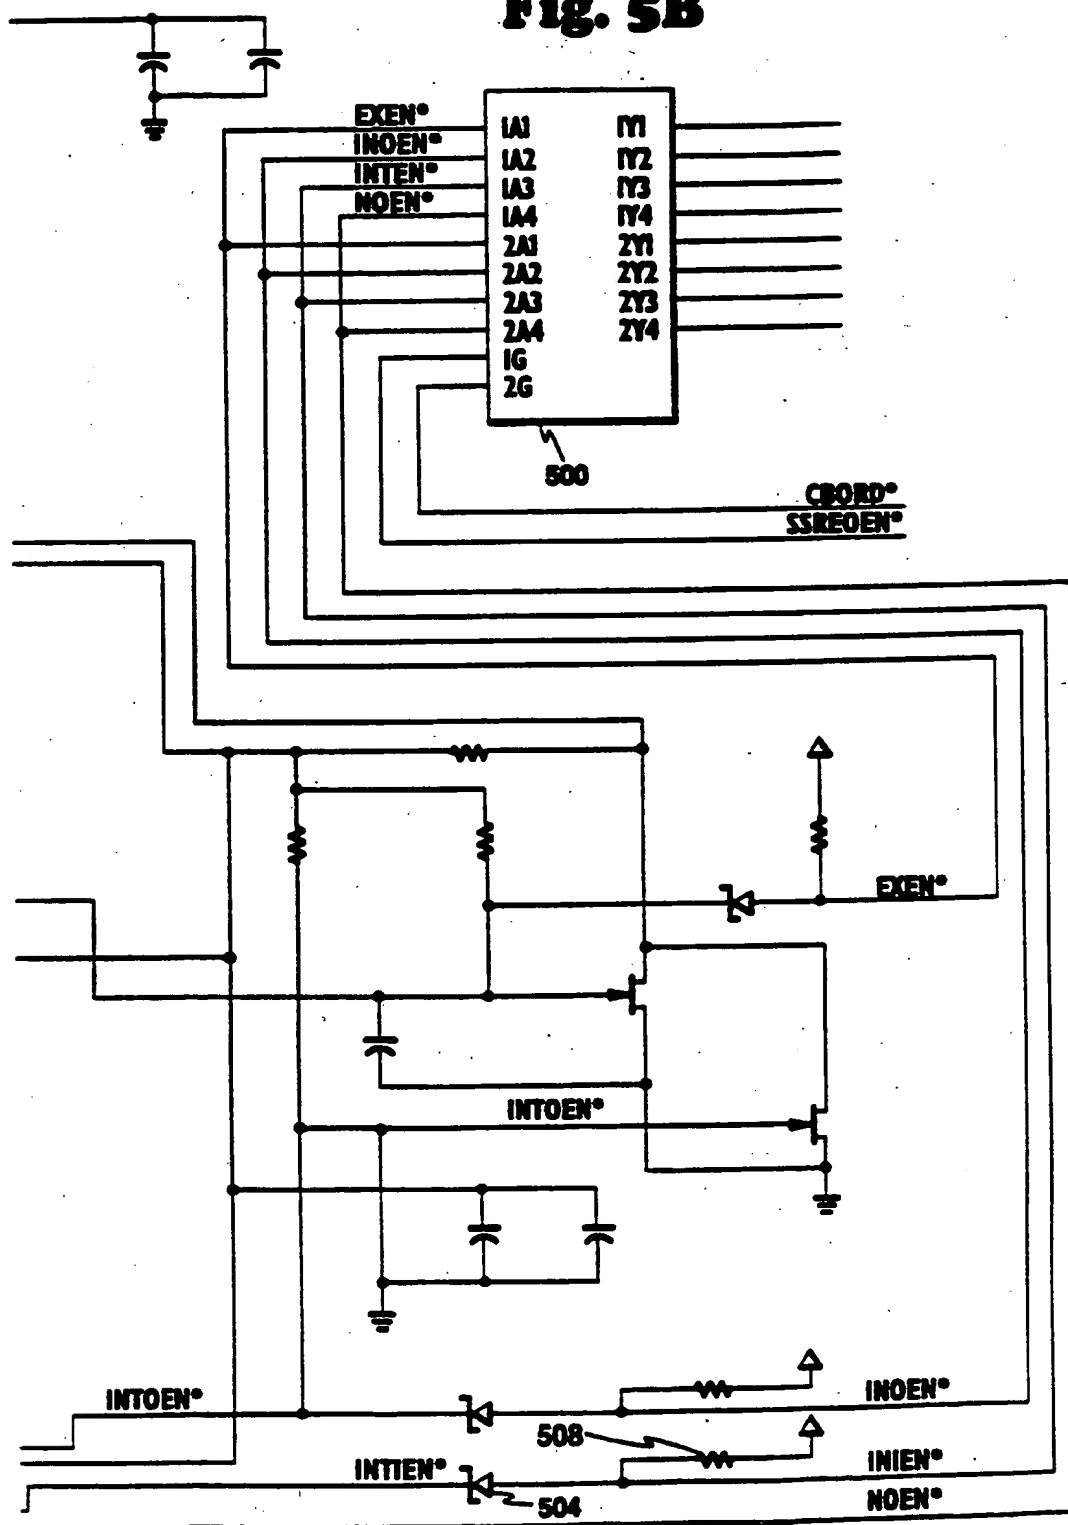 Fig. 5B
EXEN*
INOEN*
INTEN*
NOEN*
1A1 1Y1
1A2 1Y2
1A3 1Y3
1A4 1Y4
2A1 2Y1
2A2 2Y2
2A3 2Y3
2A4 2Y4
1G
2G
500
CBORD*
SSREOEN*
EXEN*
INTOEN*
INTOEN*
INOEN*
508
INTIEN*
INIEN*
504
NOEN*